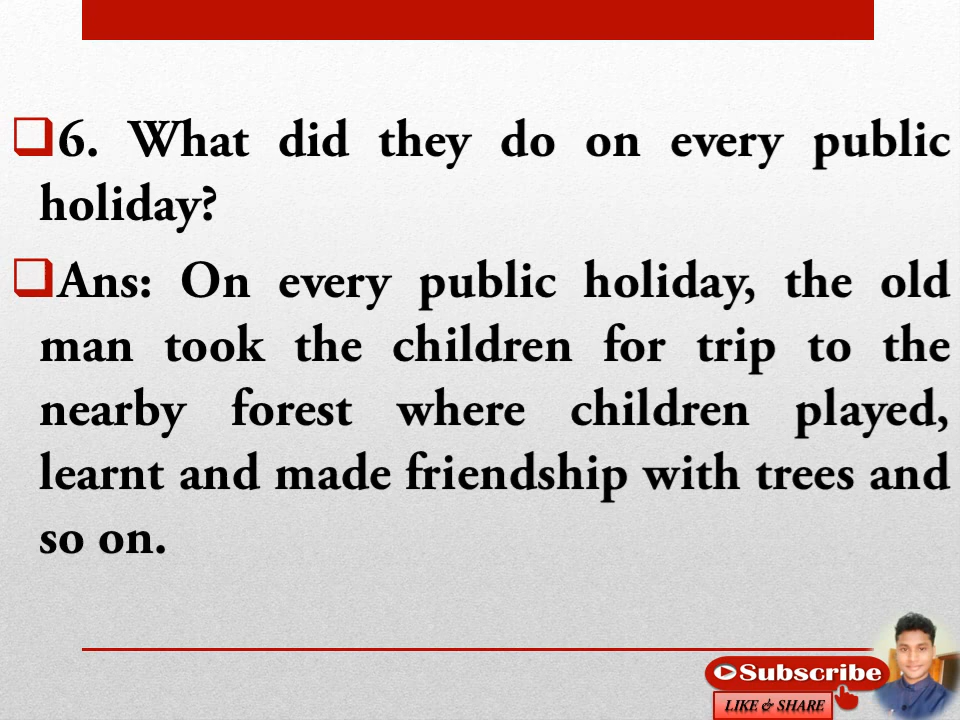 6. What did they do on every public
holiday?
Ans: On every public holiday, the old
man took the children for trip to the
nearby forest where children played,
learnt and made friendship with trees and
so on.
Subscribe
LIKE & SHARE